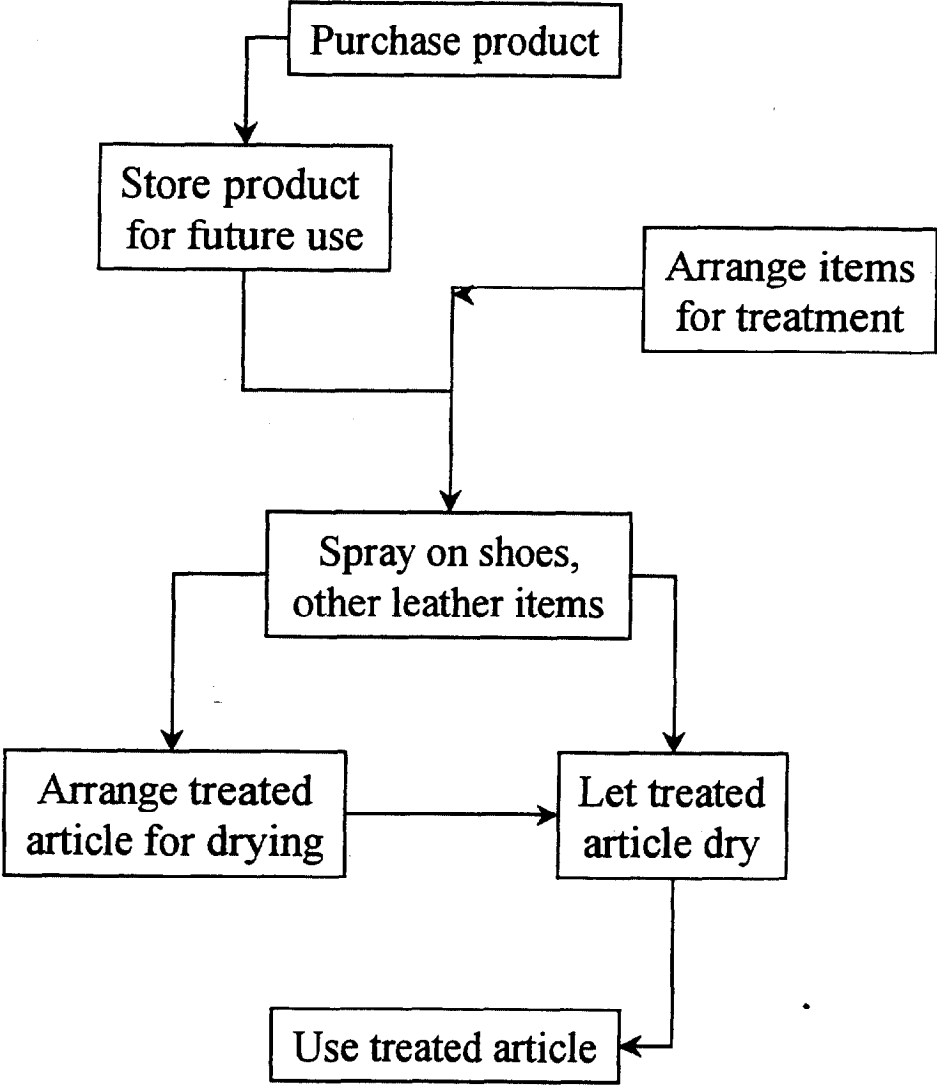 Purchase product
Store product
for future use
Arrange items
for treatment
Spray on shoes,
other leather items
Arrange treated
article for drying
Let treated
article dry
Use treated article